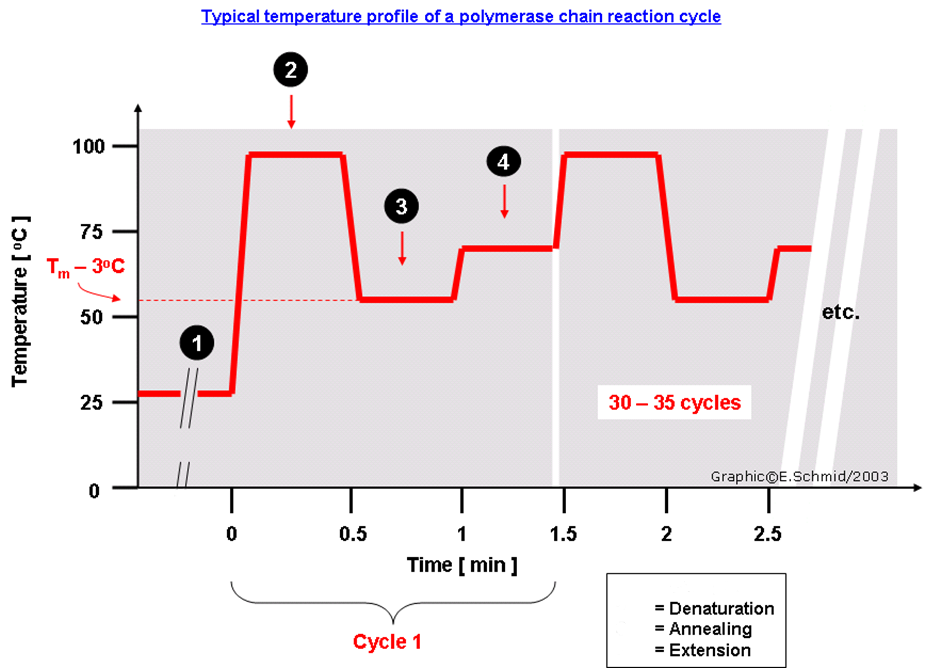 Typical temperature profile of a polymerase chain reaction cycle
2
100
4
3
75
Tm – 3ºC
50
1
etc.
25
30 – 35 cycles
Graphic©E.Schmid/2003
0
Temperature [ ºC ]
0 0.5 1 1.5 2 2.5
Time [ min ]
Cycle 1
= Denaturation
= Annealing
= Extension